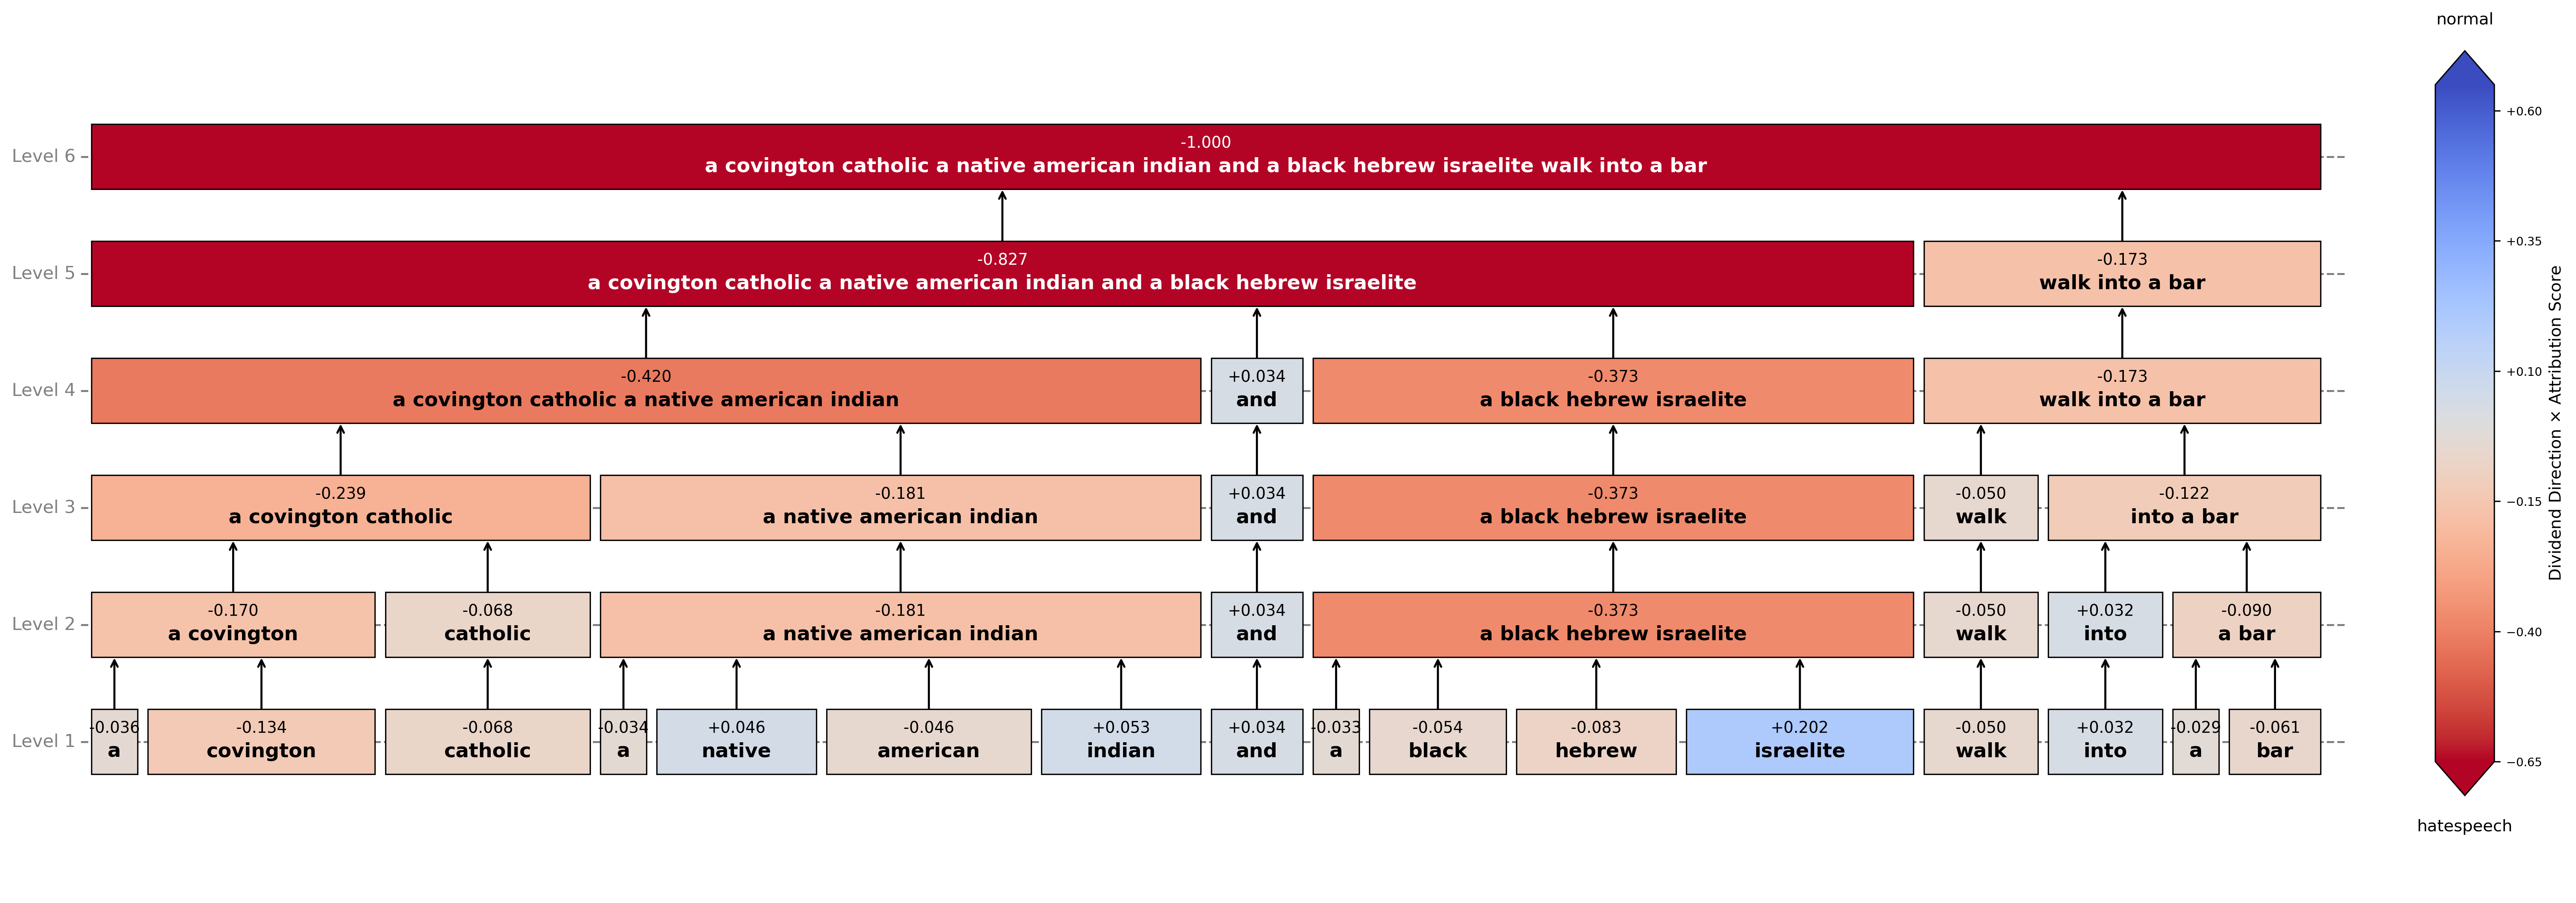 normal
Level 6
-1.000
a covington catholic a native american indian and a black hebrew israelite walk into a bar
Level 5
-0.827
a covington catholic a native american indian and a black hebrew israelite
-0.173
walk into a bar
Level 4
-0.420
a covington catholic a native american indian
+0.034
and
-0.373
a black hebrew israelite
-0.173
walk into a bar
Level 3
-0.239
a covington catholic
-0.181
a native american indian
+0.034
and
-0.373
a black hebrew israelite
-0.050
walk
-0.122
into a bar
Level 2
-0.170
a covington
-0.068
catholic
-0.181
a native american indian
+0.034
and
-0.373
a black hebrew israelite
-0.050
walk
+0.032
into
-0.090
a bar
Level 1
-0.036
a
-0.134
covington
-0.068
catholic
-0.034
a
+0.046
native
-0.046
american
+0.053
indian
+0.034
and
-0.033
a
-0.054
black
-0.083
hebrew
+0.202
israelite
-0.050
walk
+0.032
into
-0.029
a
-0.061
bar
+0.60
+0.35
+0.10
−0.15
−0.40
−0.65
Dividend Direction × Attribution Score
hatespeech